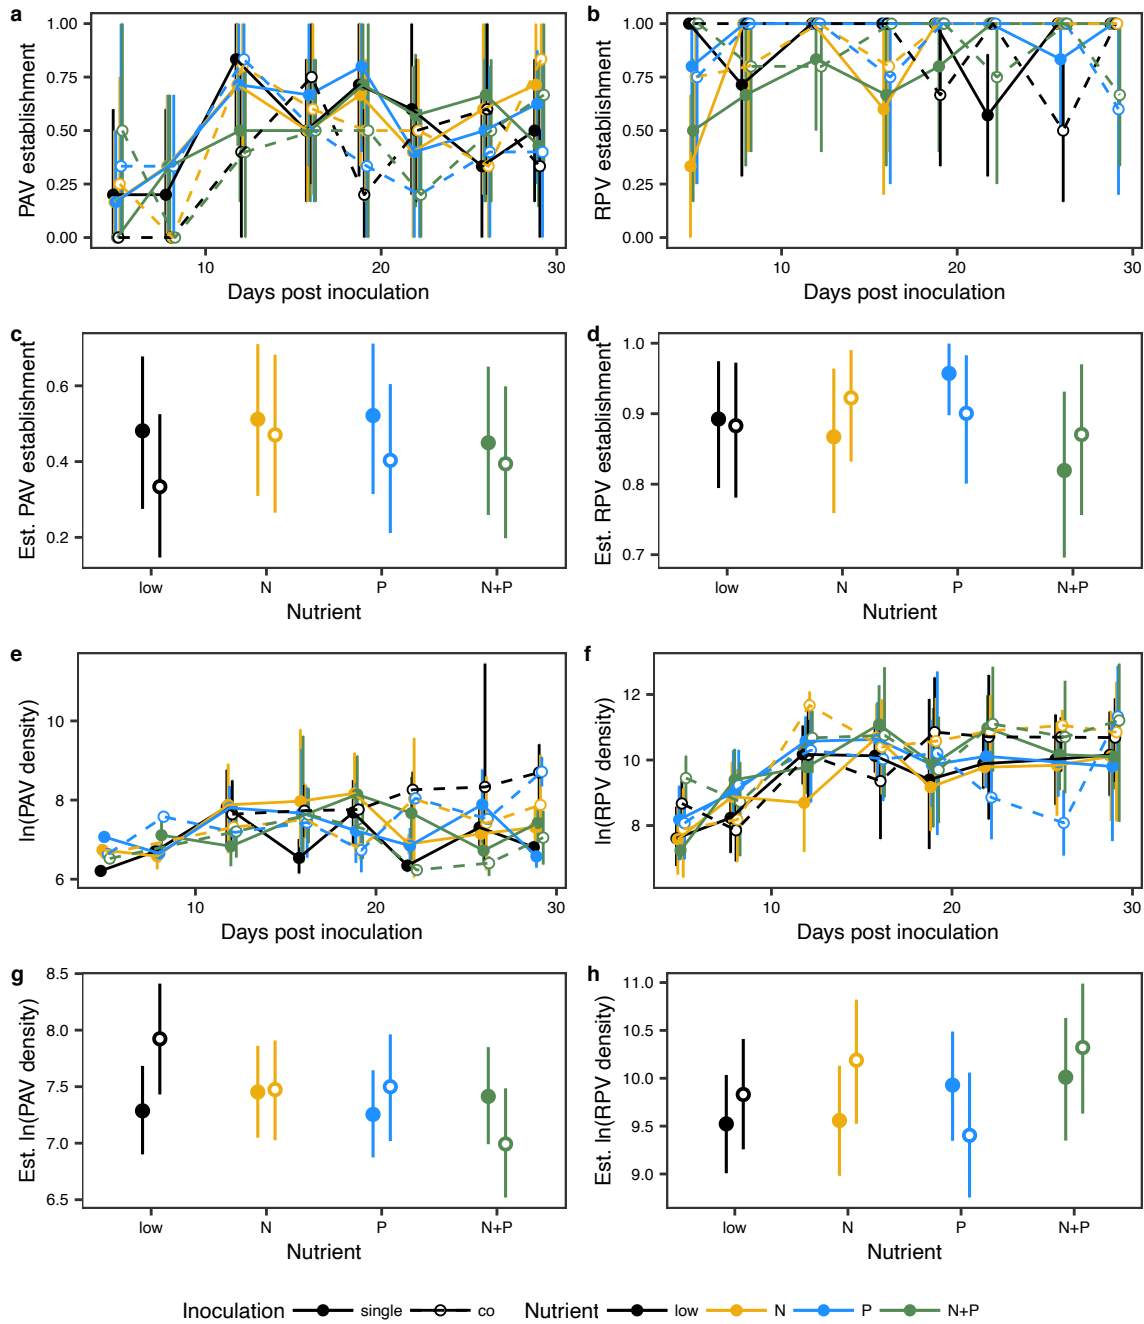 a
b
1.00
0.75
0.50
0.25
0.00
PAV establishment
10
20
30
Days post inoculation
1.00
0.75
0.50
0.25
0.00
RPV establishment
10
20
30
Days post inoculation
c
d
0.6
0.4
0.2
Est. PAV establishment
low
N
P
N+P
Nutrient
1.0
0.9
0.8
0.7
Est. RPV establishment
low
N
P
N+P
Nutrient
e
f
10
8
6
ln(PAV density)
10
20
30
Days post inoculation
12
10
8
ln(RPV density)
10
20
30
Days post inoculation
g
h
8.5
8.0
7.5
7.0
6.5
Est. ln(PAV density)
low
N
P
N+P
Nutrient
11.0
10.5
10.0
9.5
9.0
Est. ln(RPV density)
low
N
P
N+P
Nutrient
Inoculation single co Nutrient low N P N+P